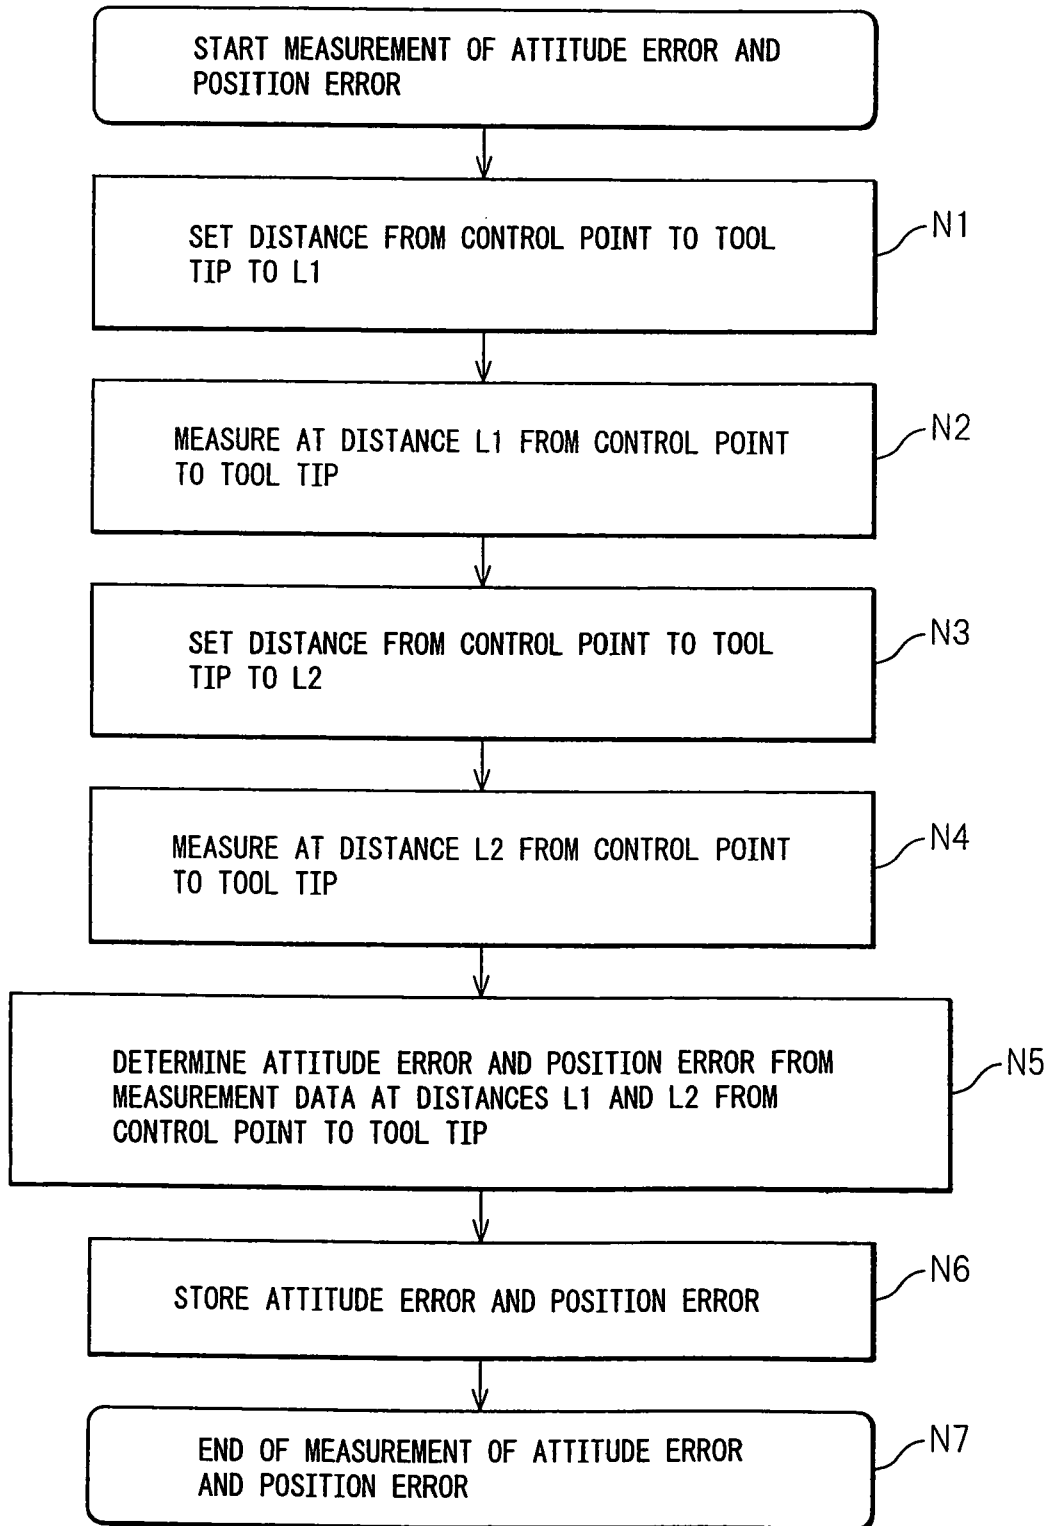 START MEASUREMENT OF ATTITUDE ERROR AND
POSITION ERROR
SET DISTANCE FROM CONTROL POINT TO TOOL
TIP TO L1
N1
MEASURE AT DISTANCE L1 FROM CONTROL POINT
TO TOOL TIP
N2
SET DISTANCE FROM CONTROL POINT TO TOOL
TIP TO L2
N3
MEASURE AT DISTANCE L2 FROM CONTROL POINT
TO TOOL TIP
N4
DETERMINE ATTITUDE ERROR AND POSITION ERROR FROM
MEASUREMENT DATA AT DISTANCES L1 AND L2 FROM
CONTROL POINT TO TOOL TIP
N5
STORE ATTITUDE ERROR AND POSITION ERROR
N6
END OF MEASUREMENT OF ATTITUDE ERROR
AND POSITION ERROR
N7